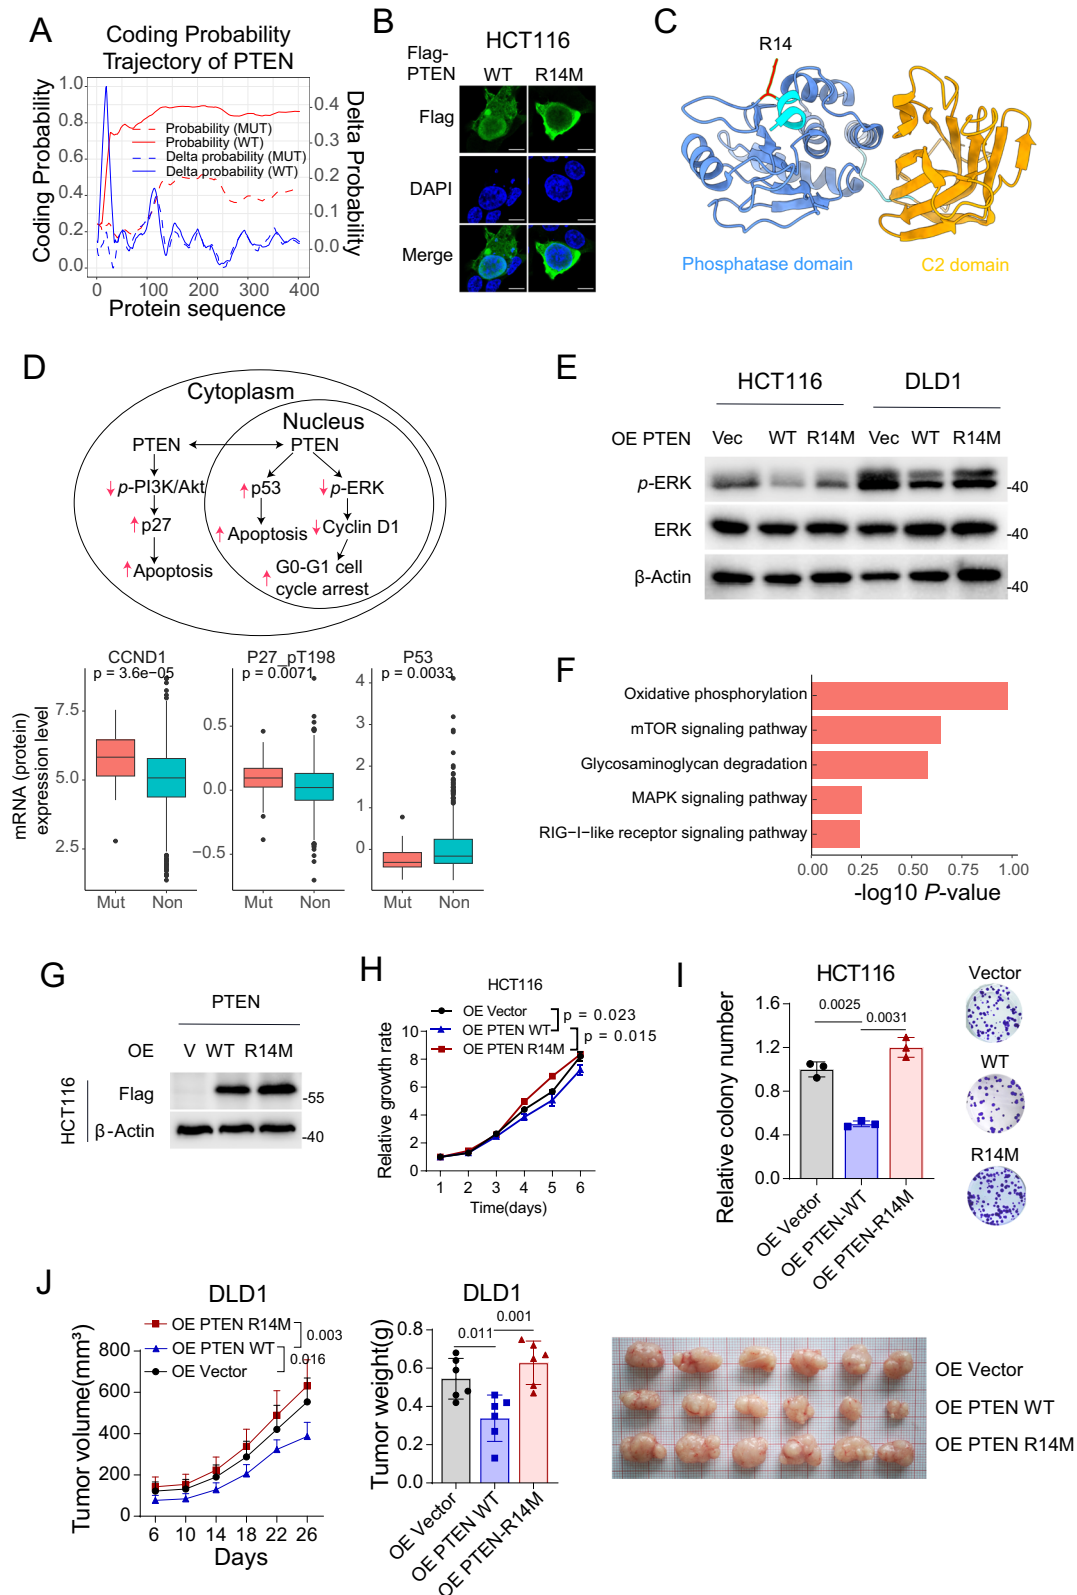 A
Coding Probability
Trajectory of PTEN
Coding Probability
1.0
0.8
0.6
0.4
0.2
0.0
Probability (MUT)
Probability (WT)
Delta probability (MUT)
Delta probability (WT)
0.4
0.3
0.2
0.1
0.0
Delta Probability
0 100 200 300 400
Protein sequence
B
HCT116
Flag-
PTEN
WT R14M
Flag
DAPI
Merge
C
R14
Phosphatase domain
C2 domain
D
Cytoplasm
Nucleus
PTEN PTEN
↓p-PI3K/Akt ↑p53 ↓p-ERK
↑p27 ↑Apoptosis ↓Cyclin D1
↑Apoptosis ↑G0-G1 cell
cycle arrest
mRNA (protein)
expression level
CCND1
p = 3.6e−05
7.5
5.0
2.5
Mut Non
P27_pT198
p = 0.0071
0.5
0.0
−0.5
Mut Non
P53
p = 0.0033
4
3
2
1
0
Mut Non
E
HCT116 DLD1
OE PTEN Vec WT R14M Vec WT R14M
p-ERK -40
ERK -40
β-Actin -40
F
Oxidative phosphorylation
mTOR signaling pathway
Glycosaminoglycan degradation
MAPK signaling pathway
RIG−I−like receptor signaling pathway
0.00 0.25 0.50 0.75 1.00
-log10 P-value
G
PTEN
OE V WT R14M
HCT116
Flag -55
β-Actin -40
H
HCT116
OE Vector
OE PTEN WT
OE PTEN R14M
p = 0.023
p = 0.015
Relative growth rate
10
8
6
4
2
0
1 2 3 4 5 6
Time(days)
I
HCT116
Relative colony number
1.6
1.2
0.8
0.4
0.0
0.0025
0.0031
OE Vector
OE PTEN-WT
OE PTEN-R14M
Vector
WT
R14M
J
DLD1
OE PTEN R14M
OE PTEN WT
OE Vector
0.003
0.016
Tumor volume(mm³)
800
600
400
200
0
6 10 14 18 22 26
Days
DLD1
Tumor weight(g)
0.8
0.6
0.4
0.2
0.0
0.011
0.001
OE Vector
OE PTEN WT
OE PTEN-R14M
OE Vector
OE PTEN WT
OE PTEN R14M